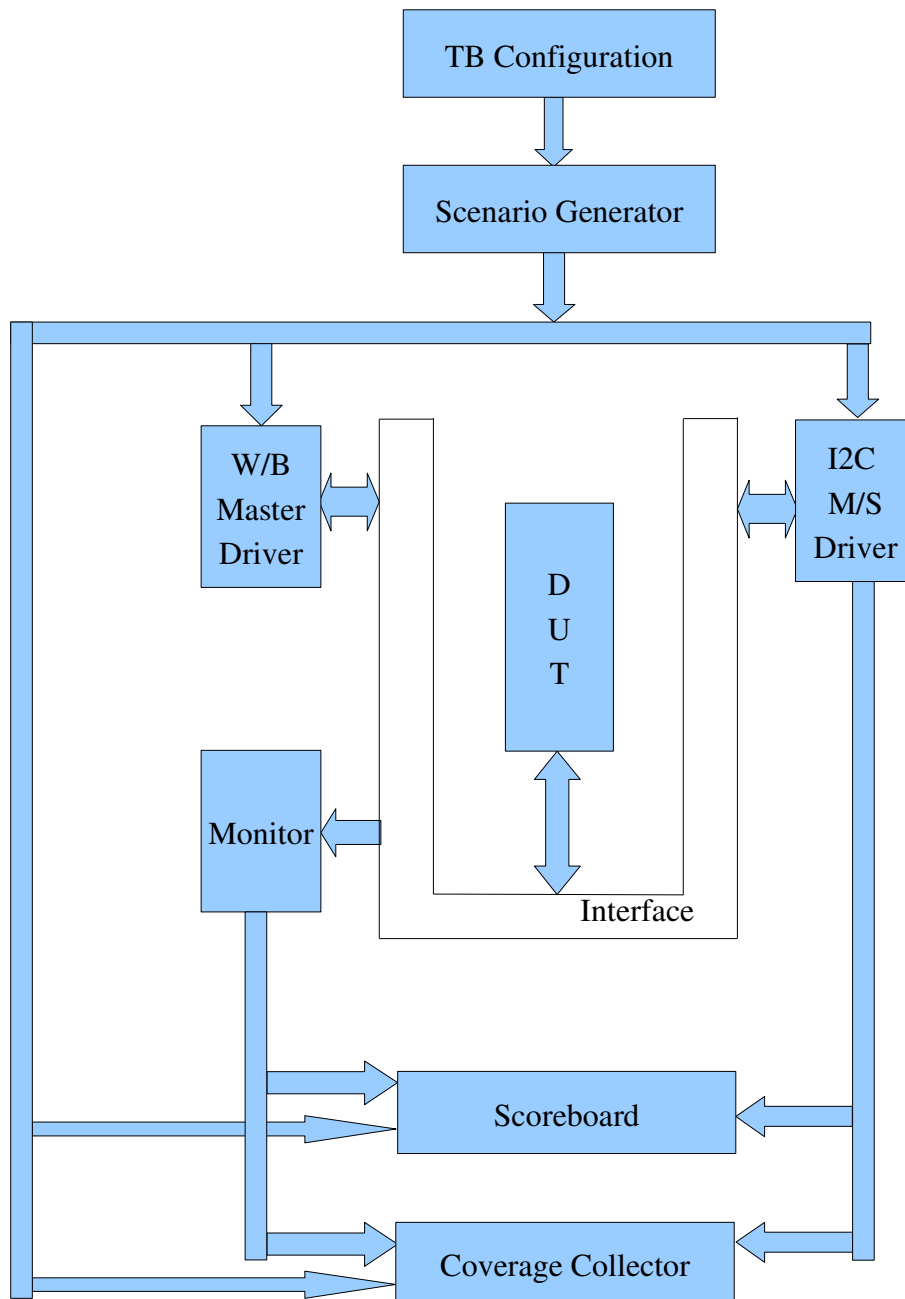 TB Configuration
Scenario Generator
W/B
Master
Driver
I2C
M/S
Driver
D
U
T
Monitor
Interface
Scoreboard
Coverage Collector